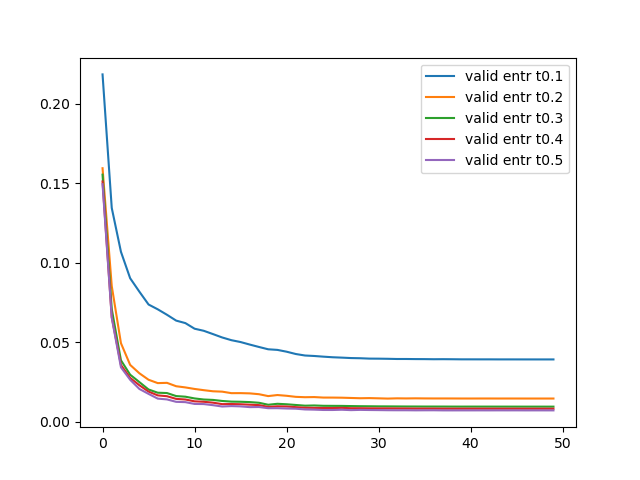 valid entr t0.1
valid entr t0.2
valid entr t0.3
valid entr t0.4
valid entr t0.5
0.20
0.15
0.10
0.05
0.00
0 10 20 30 40 50